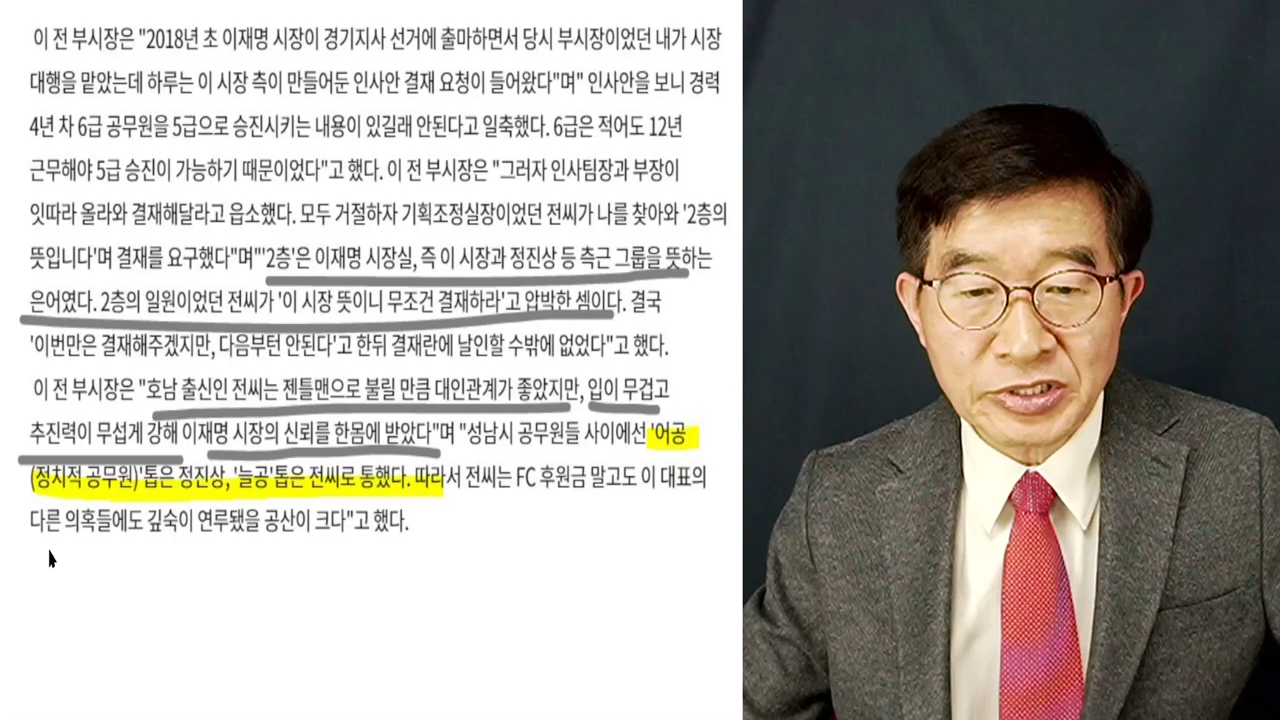 이 전 부시장은 "2018년 초 이재명 시장이 경기지사 선거에 출마하면서 당시 부시장이었던 내가 시장
대행을 맡았는데 하루는 이 시장 측이 만들어둔 인사안 결재 요청이 들어왔다"며" 인사안을 보니 경력
4년 차 6급 공무원을 5급으로 승진시키는 내용이 있길래 안된다고 일축했다. 6급은 적어도 12년
근무해야 5급 승진이 가능하기 때문이었다"고 했다. 이 전 부시장은 "그러자 인사팀장과 부장이
잇따라 올라와 결재해달라고 읍소했다. 모두 거절하자 기획조정실장이었던 전씨가 나를 찾아와 '2층의
뜻입니다'며 결재를 요구했다"며"'2층'은 이재명 시장실, 즉 이 시장과 정진상 등 측근 그룹을 뜻하는
은어였다. 2층의 일원이었던 전씨가 '이 시장 뜻이니 무조건 결재하라'고 압박한 셈이다. 결국
'이번만은 결재해주겠지만, 다음부턴 안된다'고 한뒤 결재란에 날인할 수밖에 없었다"고 했다.
이 전 부시장은 "호남 출신인 전씨는 젠틀맨으로 불릴 만큼 대인관계가 좋았지만, 입이 무겁고
추진력이 무섭게 강해 이재명 시장의 신뢰를 한몸에 받았다"며 "성남시 공무원들 사이에선 '어공
(정치적 공무원)'톱은 정진상, '늘공'톱은 전씨로 통했다. 따라서 전씨는 FC 후원금 말고도 이 대표의
다른 의혹들에도 깊숙이 연루됐을 공산이 크다"고 했다.